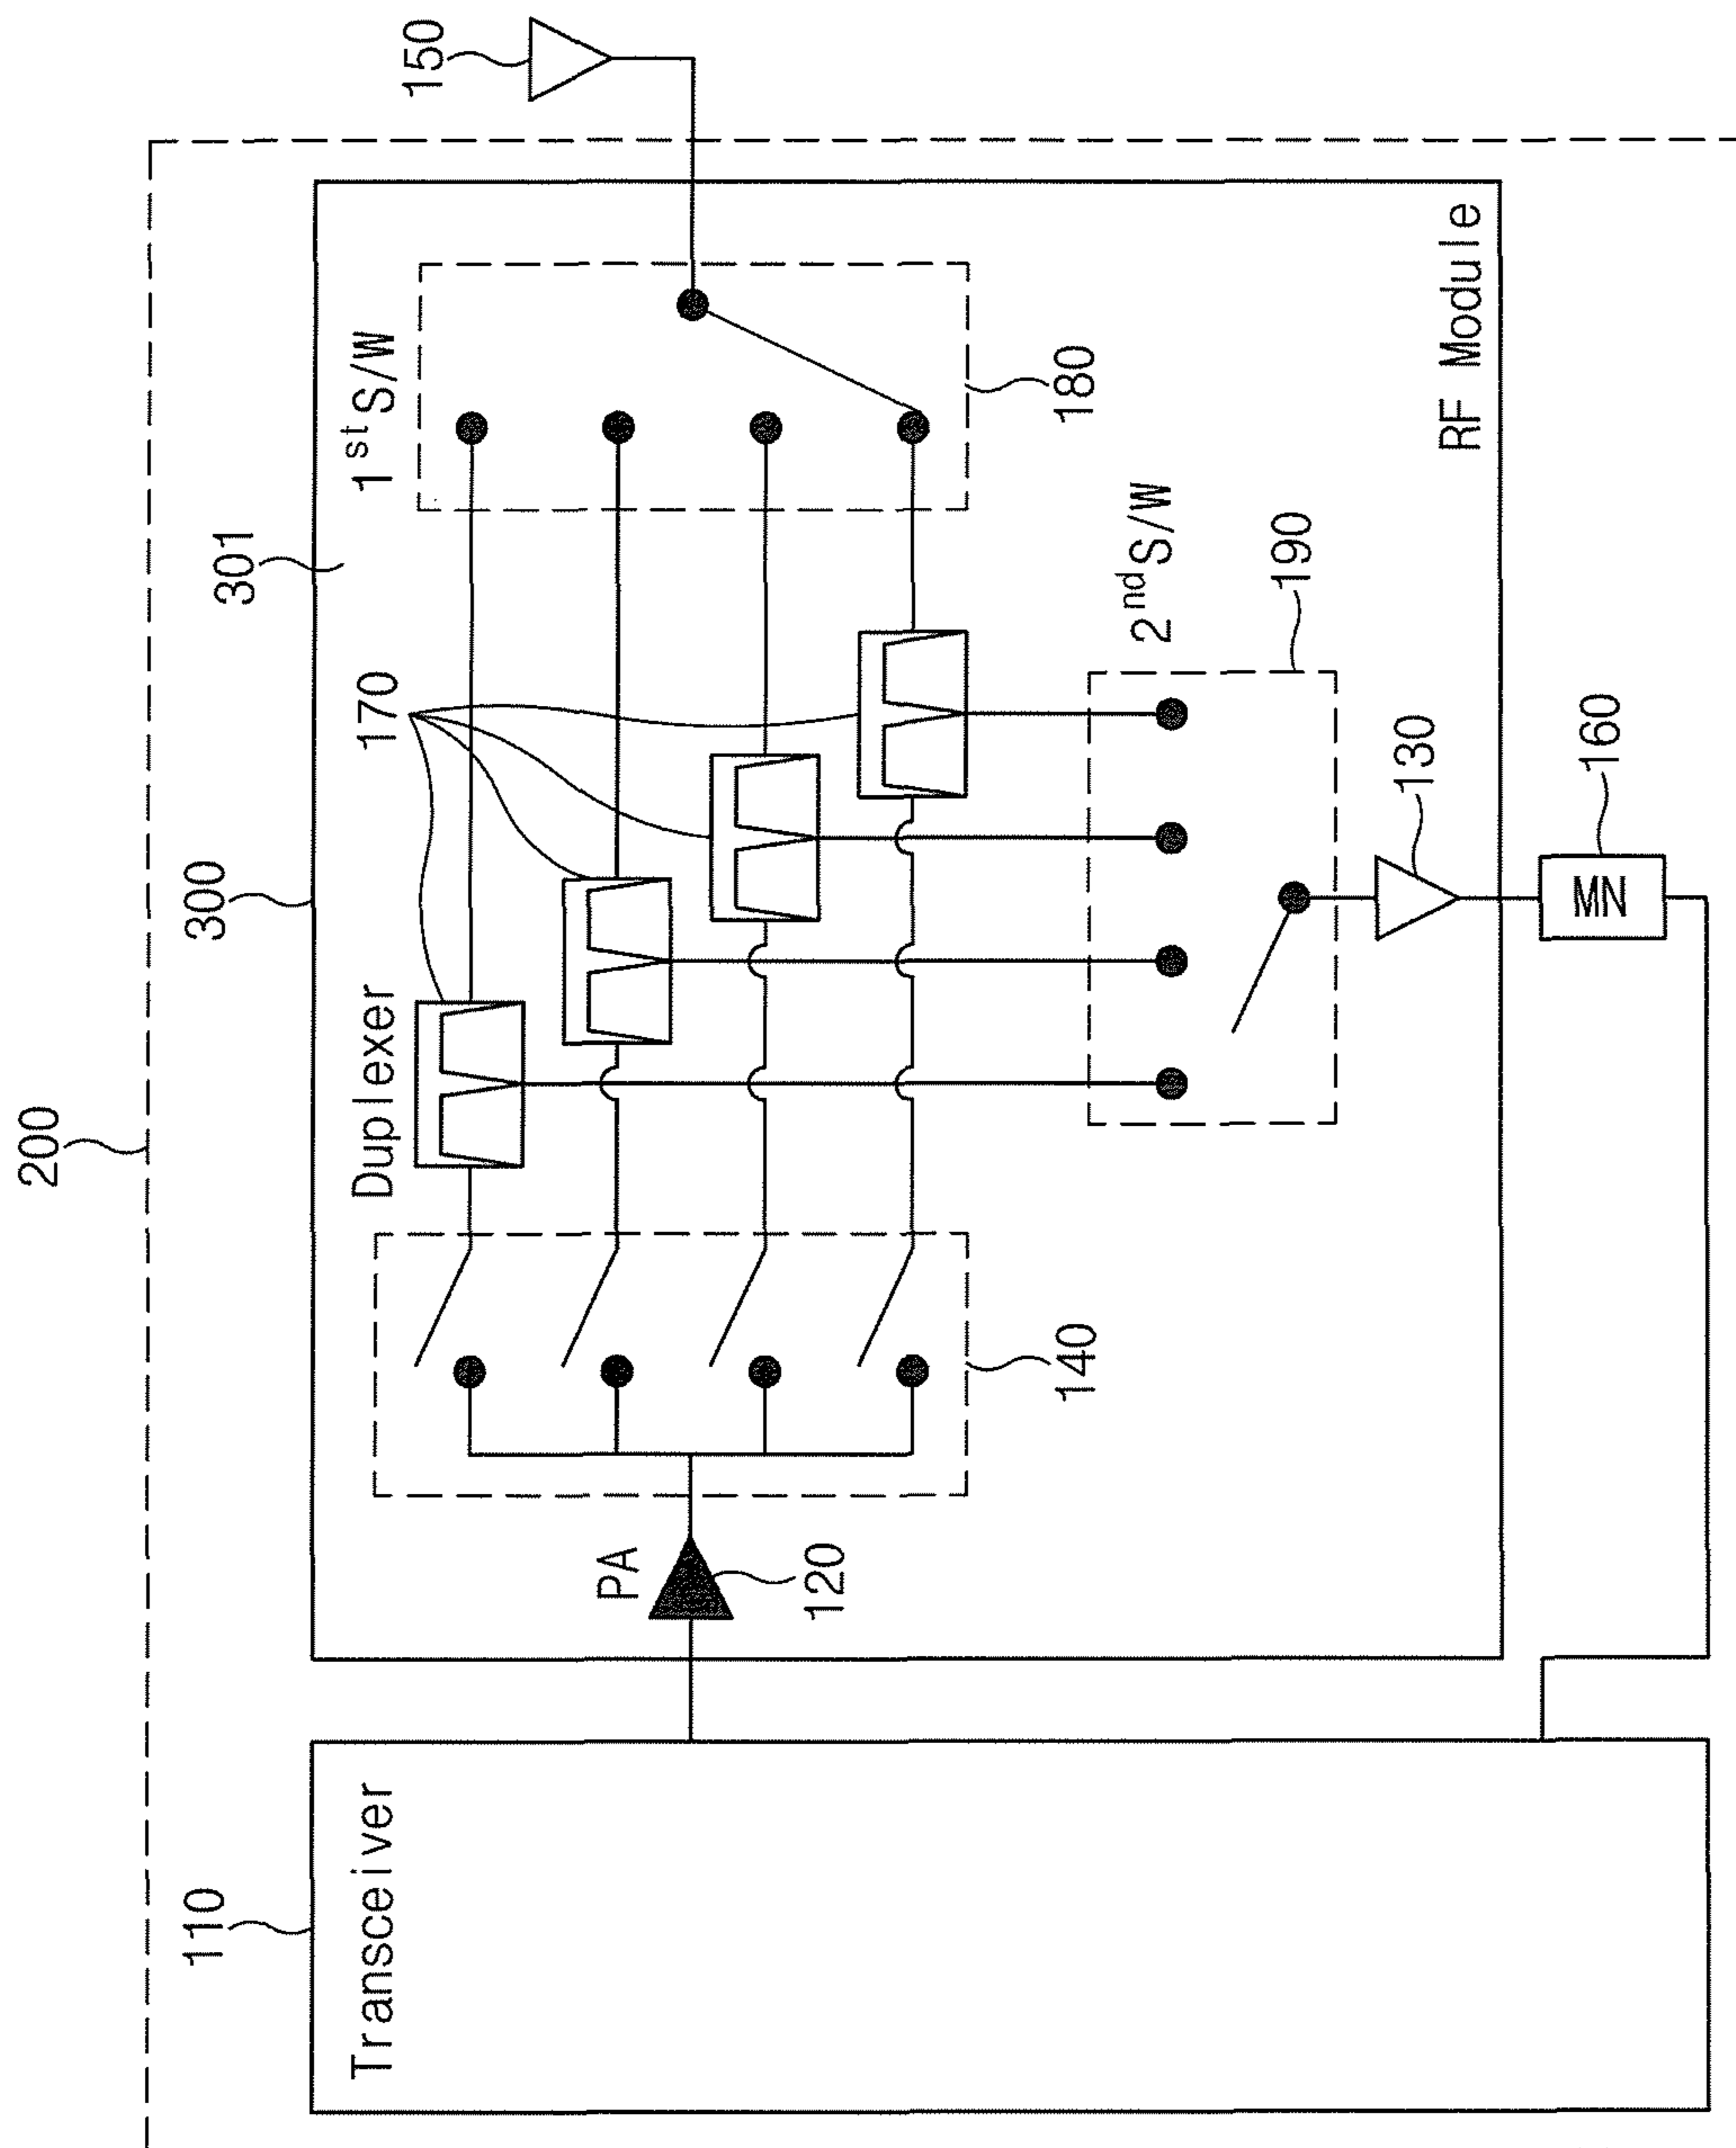 200
110
300
301
150
Transceiver
Duplexer
170
1st S/W
PA
120
140
180
2nd S/W
190
130
RF Module
MN
160